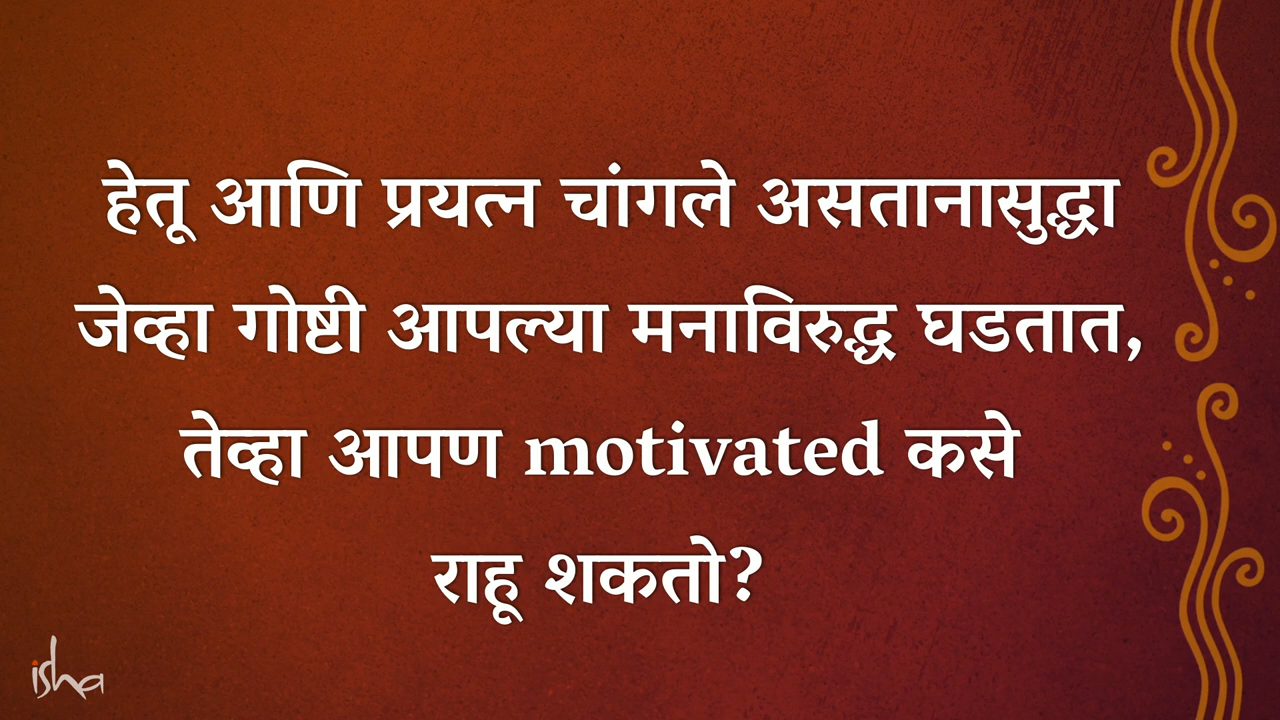 हेतू आणि प्रयत्न चांगले असतानासुद्धा
जेव्हा गोष्टी आपल्या मनाविरुद्ध घडतात,
तेव्हा आपण motivated कसे
राहू शकतो?
isha